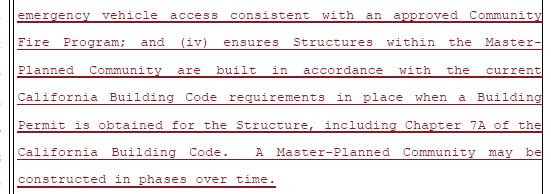 emergency vehicle access consistent with an approved Community
Fire Program; and (iv) ensures Structures within the Master-
Planned Community are built in accordance with the current
California Building Code requirements in place when a Building
Permit is obtained for the Structure, including Chapter 7A of the
California Building Code.  A Master-Planned Community may be
constructed in phases over time.